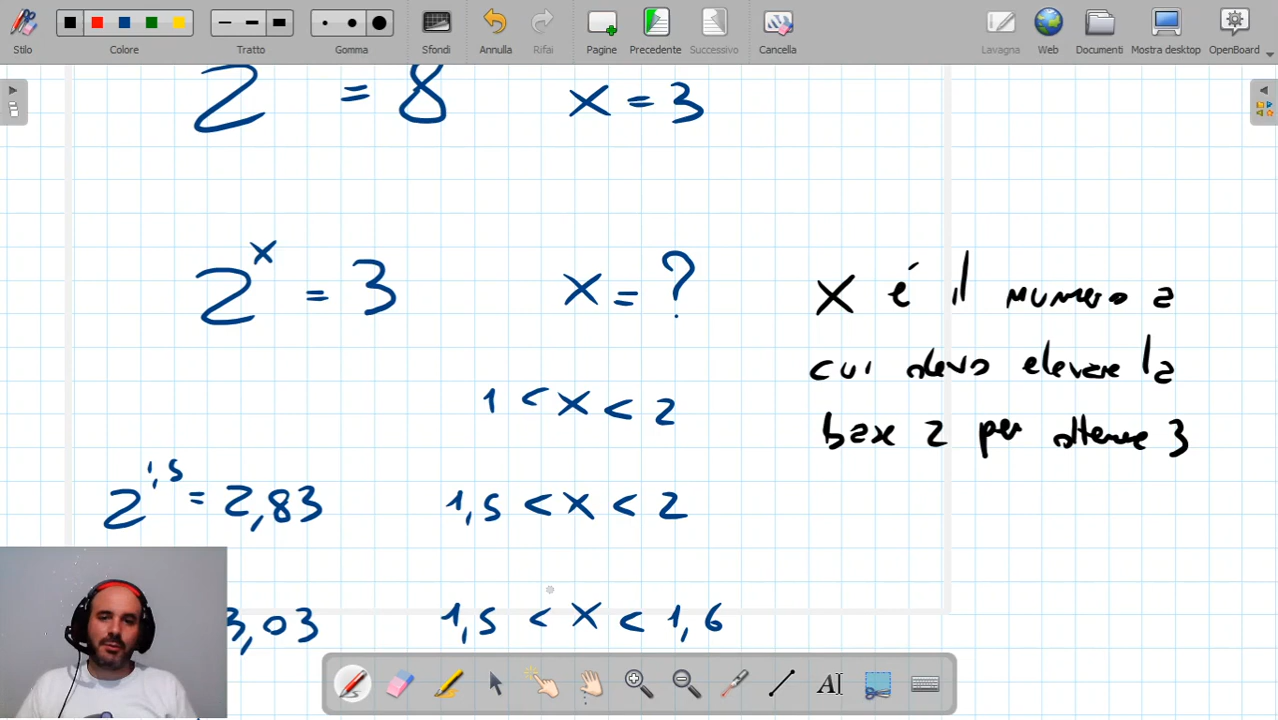 Stilo
Colore
Tratto
Gomma
Sfondi
Annulla
Rifai
Pagine
Precedente
Successivo
Cancella
Lavagna
Web
Documenti
Mostra desktop
OpenBoard
2 = 8
x = 3
2^x = 3
x = ?
x é il numero a
cui devo elevare la
base 2 per ottenere 3
1 < x < 2
2^1,5 = 2,83
1,5 < x < 2
3,03
1,5 < x < 1,6